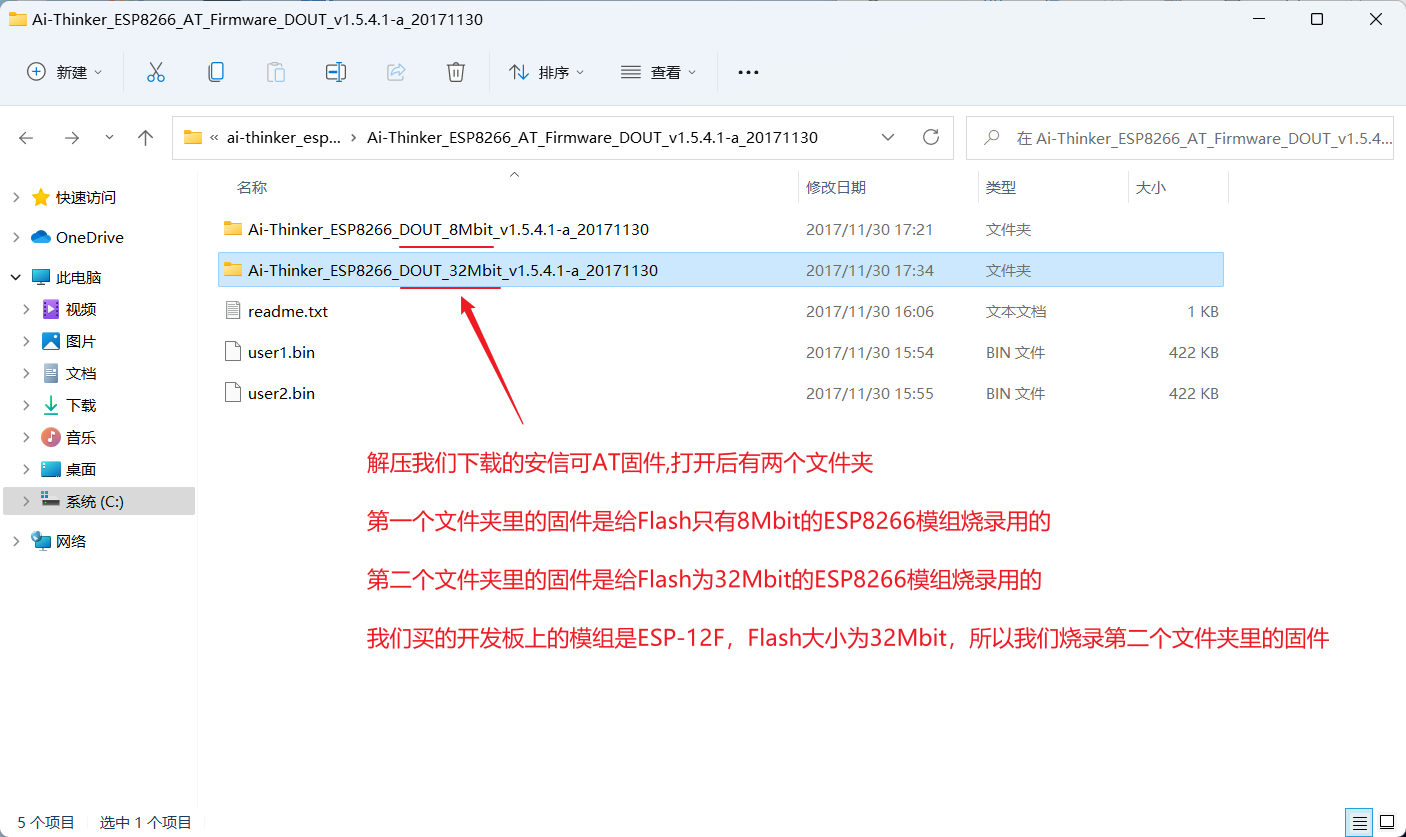 Ai-Thinker_ESP8266_AT_Firmware_DOUT_v1.5.4.1-a_20171130
新建 排序 查看
« ai-thinker_esp... › Ai-Thinker_ESP8266_AT_Firmware_DOUT_v1.5.4.1-a_20171130 在 Ai-Thinker_ESP8266_AT_Firmware_DOUT_v1.5.4...
名称 修改日期 类型 大小
Ai-Thinker_ESP8266_DOUT_8Mbit_v1.5.4.1-a_20171130 2017/11/30 17:21 文件夹
Ai-Thinker_ESP8266_DOUT_32Mbit_v1.5.4.1-a_20171130 2017/11/30 17:34 文件夹
readme.txt 2017/11/30 16:06 文本文档 1 KB
user1.bin 2017/11/30 15:54 BIN 文件 422 KB
user2.bin 2017/11/30 15:55 BIN 文件 422 KB
快速访问
OneDrive
此电脑
视频
图片
文档
下载
音乐
桌面
系统 (C:)
网络
解压我们下载的安信可AT固件,打开后有两个文件夹
第一个文件夹里的固件是给Flash只有8Mbit的ESP8266模组烧录用的
第二个文件夹里的固件是给Flash为32Mbit的ESP8266模组烧录用的
我们买的开发板上的模组是ESP-12F，Flash大小为32Mbit，所以我们烧录第二个文件夹里的固件
5 个项目 选中 1 个项目